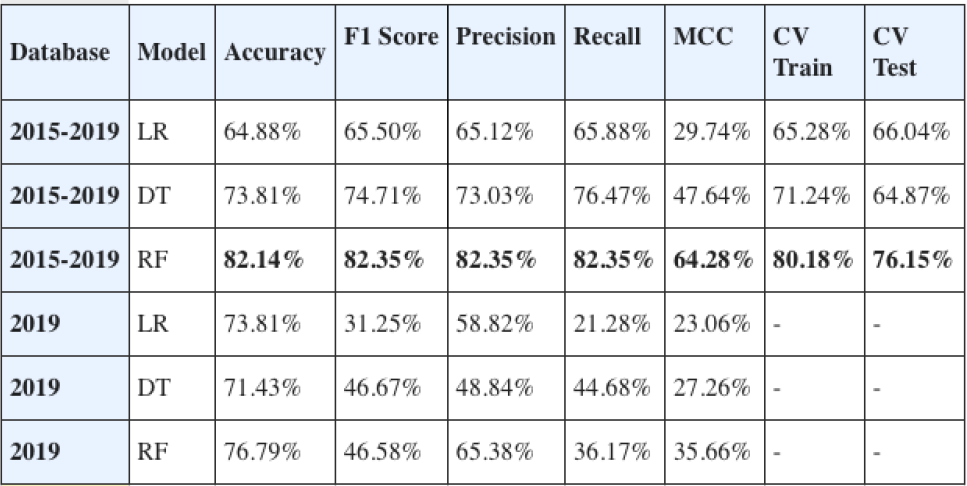 Database Model Accuracy F1 Score Precision Recall MCC CV Train CV Test
2015-2019 LR 64.88% 65.50% 65.12% 65.88% 29.74% 65.28% 66.04%
2015-2019 DT 73.81% 74.71% 73.03% 76.47% 47.64% 71.24% 64.87%
2015-2019 RF 82.14% 82.35% 82.35% 82.35% 64.28% 80.18% 76.15%
2019 LR 73.81% 31.25% 58.82% 21.28% 23.06% - -
2019 DT 71.43% 46.67% 48.84% 44.68% 27.26% - -
2019 RF 76.79% 46.58% 65.38% 36.17% 35.66% - -